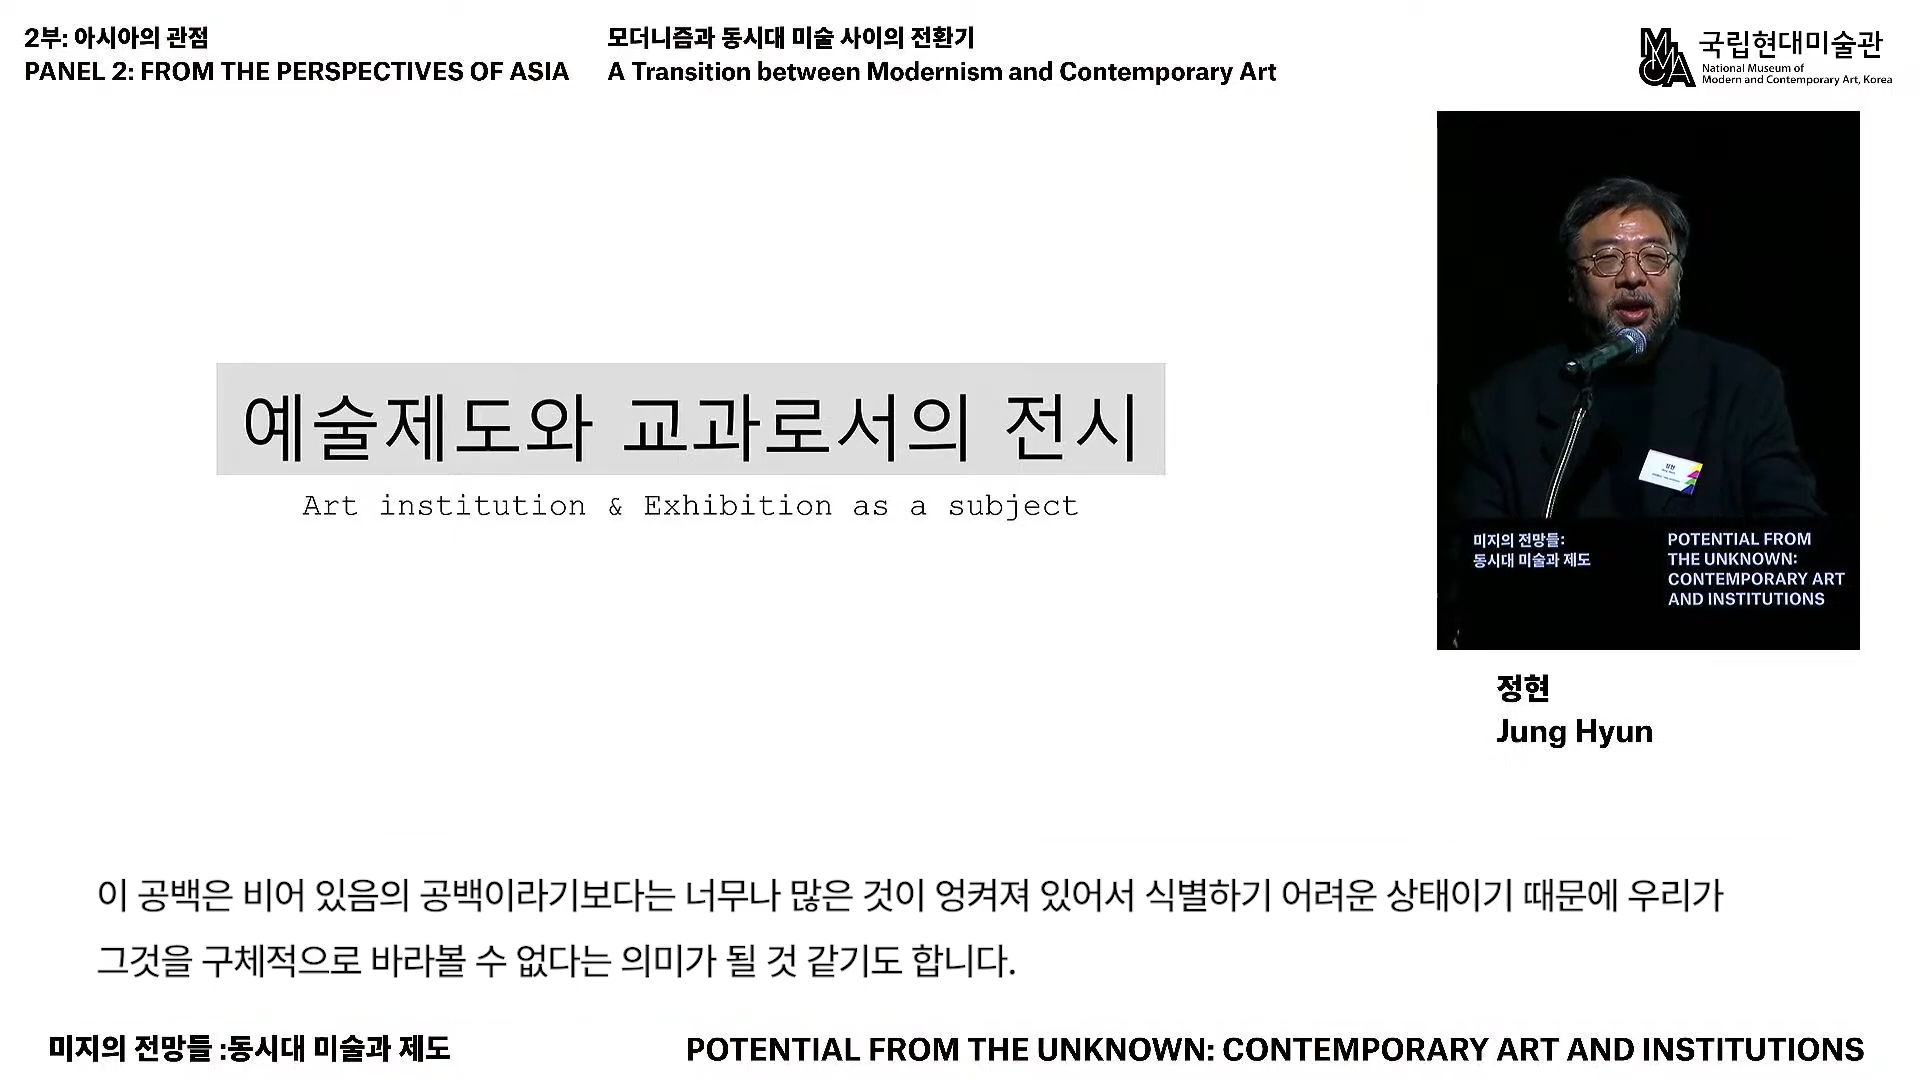 2부: 아시아의 관점
PANEL 2: FROM THE PERSPECTIVES OF ASIA
모더니즘과 동시대 미술 사이의 전환기
A Transition between Modernism and Contemporary Art
MMCA
국립현대미술관
National Museum of
Modern and Contemporary Art, Korea
예술제도와 교과로서의 전시
Art institution & Exhibition as a subject
정현
미지의 전망들:
동시대 미술과 제도
POTENTIAL FROM
THE UNKNOWN:
CONTEMPORARY ART
AND INSTITUTIONS
정현
Jung Hyun
이 공백은 비어 있음의 공백이라기보다는 너무나 많은 것이 엉켜져 있어서 식별하기 어려운 상태이기 때문에 우리가
그것을 구체적으로 바라볼 수 없다는 의미가 될 것 같기도 합니다.
미지의 전망들 :동시대 미술과 제도
POTENTIAL FROM THE UNKNOWN: CONTEMPORARY ART AND INSTITUTIONS